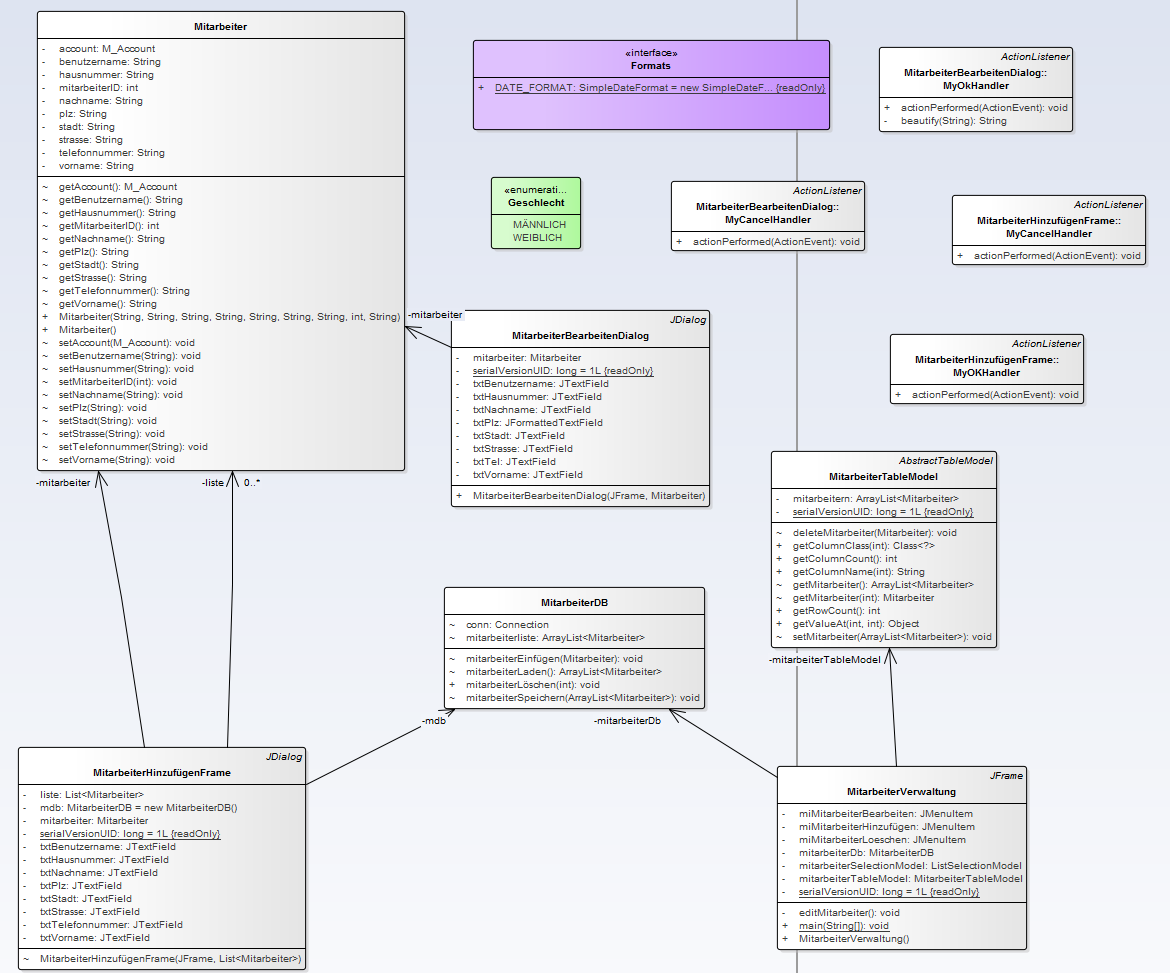 Mitarbeiter
- account: M_Account
- benutzername: String
- hausnummer: String
- mitarbeiterID: int
- nachname: String
- plz: String
- stadt: String
- strasse: String
- telefonnummer: String
- vorname: String
~ getAccount(): M_Account
~ getBenutzername(): String
~ getHausnummer(): String
~ getMitarbeiterID(): int
~ getNachname(): String
~ getPlz(): String
~ getStadt(): String
~ getStrasse(): String
~ getTelefonnummer(): String
~ getVorname(): String
+ Mitarbeiter(String, String, String, String, String, String, String, int, String)
+ Mitarbeiter()
~ setAccount(M_Account): void
~ setBenutzername(String): void
~ setHausnummer(String): void
~ setMitarbeiterID(int): void
~ setNachname(String): void
~ setPlz(String): void
~ setStadt(String): void
~ setStrasse(String): void
~ setTelefonnummer(String): void
~ setVorname(String): void
«interface»
Formats
+ DATE_FORMAT: SimpleDateFormat = new SimpleDateF... {readOnly}
ActionListener
MitarbeiterBearbeitenDialog::
MyOkHandler
+ actionPerformed(ActionEvent): void
- beautify(String): String
«enumerati...
Geschlecht
MÄNNLICH
WEIBLICH
ActionListener
MitarbeiterBearbeitenDialog::
MyCancelHandler
+ actionPerformed(ActionEvent): void
ActionListener
MitarbeiterHinzufügenFrame::
MyCancelHandler
+ actionPerformed(ActionEvent): void
-mitarbeiter
JDialog
MitarbeiterBearbeitenDialog
- mitarbeiter: Mitarbeiter
- serialVersionUID: long = 1L {readOnly}
- txtBenutzername: JTextField
- txtHausnummer: JTextField
- txtNachname: JTextField
- txtPlz: JFormattedTextField
- txtStadt: JTextField
- txtStrasse: JTextField
- txtTel: JTextField
- txtVorname: JTextField
+ MitarbeiterBearbeitenDialog(JFrame, Mitarbeiter)
ActionListener
MitarbeiterHinzufügenFrame::
MyOKHandler
+ actionPerformed(ActionEvent): void
-mitarbeiter
-liste 0..*
AbstractTableModel
MitarbeiterTableModel
- mitarbeitern: ArrayList<Mitarbeiter>
- serialVersionUID: long = 1L {readOnly}
~ deleteMitarbeiter(Mitarbeiter): void
+ getColumnClass(int): Class<?>
+ getColumnCount(): int
+ getColumnName(int): String
~ getMitarbeiter(): ArrayList<Mitarbeiter>
~ getMitarbeiter(int): Mitarbeiter
+ getRowCount(): int
+ getValueAt(int, int): Object
~ setMitarbeiter(ArrayList<Mitarbeiter>): void
MitarbeiterDB
~ conn: Connection
~ mitarbeiterliste: ArrayList<Mitarbeiter>
~ mitarbeiterEinfügen(Mitarbeiter): void
~ mitarbeiterLaden(): ArrayList<Mitarbeiter>
+ mitarbeiterLöschen(int): void
~ mitarbeiterSpeichern(ArrayList<Mitarbeiter>): void
-mitarbeiterTableModel
-mdb
-mitarbeiterDb
JDialog
MitarbeiterHinzufügenFrame
- liste: List<Mitarbeiter>
- mdb: MitarbeiterDB = new MitarbeiterDB()
- mitarbeiter: Mitarbeiter
- serialVersionUID: long = 1L {readOnly}
- txtBenutzername: JTextField
- txtHausnummer: JTextField
- txtNachname: JTextField
- txtPlz: JTextField
- txtStadt: JTextField
- txtStrasse: JTextField
- txtTelefonnummer: JTextField
- txtVorname: JTextField
~ MitarbeiterHinzufügenFrame(JFrame, List<Mitarbeiter>)
JFrame
MitarbeiterVerwaltung
- miMitarbeiterBearbeiten: JMenuItem
- miMitarbeiterHinzufügen: JMenuItem
- miMitarbeiterLoeschen: JMenuItem
- mitarbeiterDb: MitarbeiterDB
- mitarbeiterSelectionModel: ListSelectionModel
- mitarbeiterTableModel: MitarbeiterTableModel
- serialVersionUID: long = 1L {readOnly}
- editMitarbeiter(): void
+ main(String[]): void
+ MitarbeiterVerwaltung()